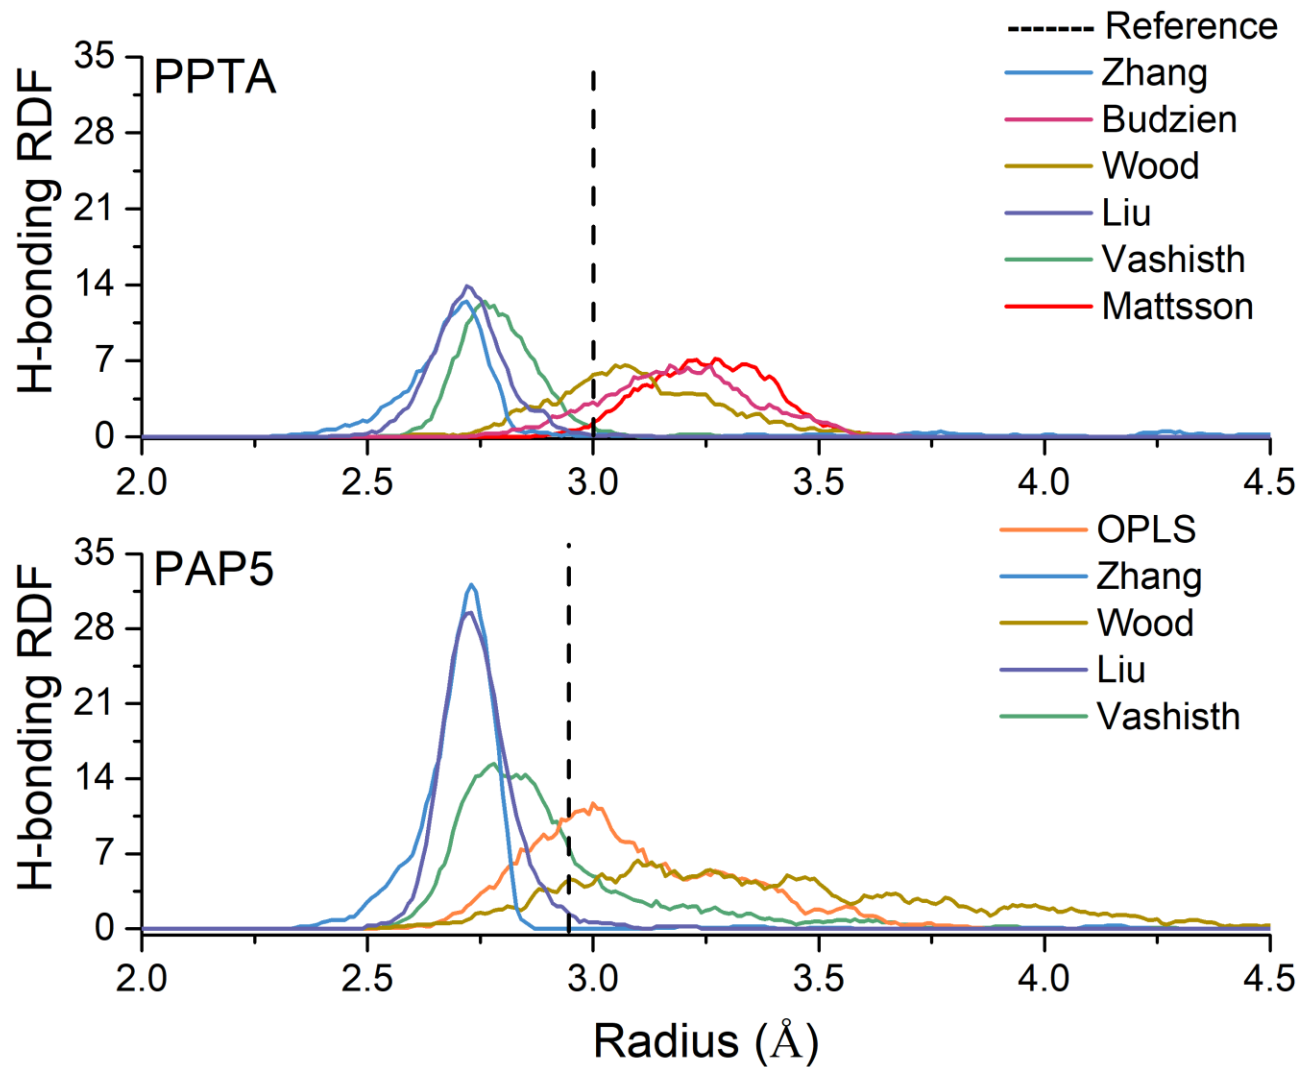 Reference
Zhang
Budzien
Wood
Liu
Vashisth
Mattsson
PPTA
H-bonding RDF
35
28
21
14
7
0
2.0 2.5 3.0 3.5 4.0 4.5
OPLS
Zhang
Wood
Liu
Vashisth
PAP5
H-bonding RDF
35
28
21
14
7
0
2.0 2.5 3.0 3.5 4.0 4.5
Radius (Å)